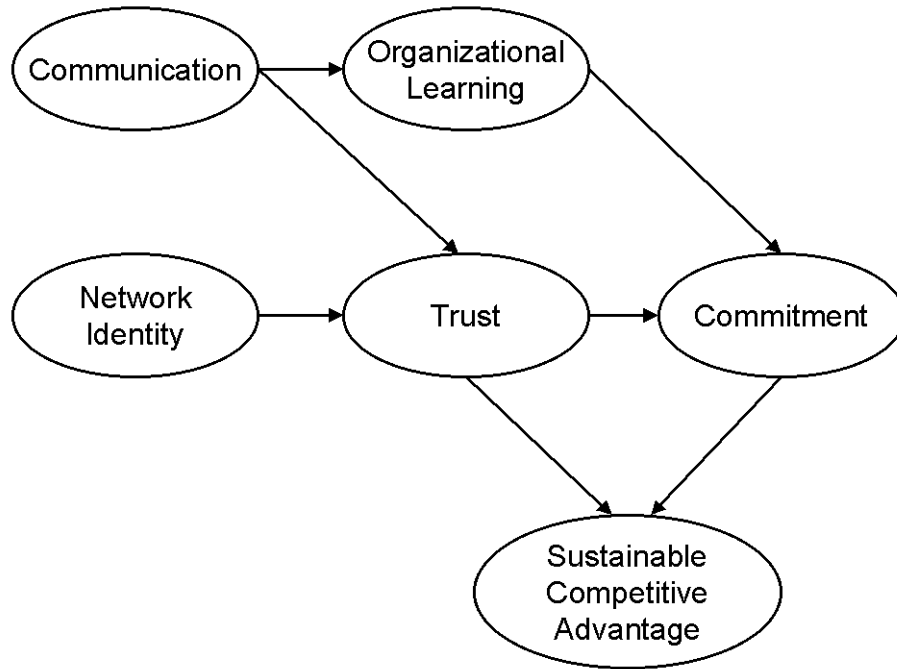 Communication
Organizational
Learning
Network
Identity
Trust
Commitment
Sustainable
Competitive
Advantage